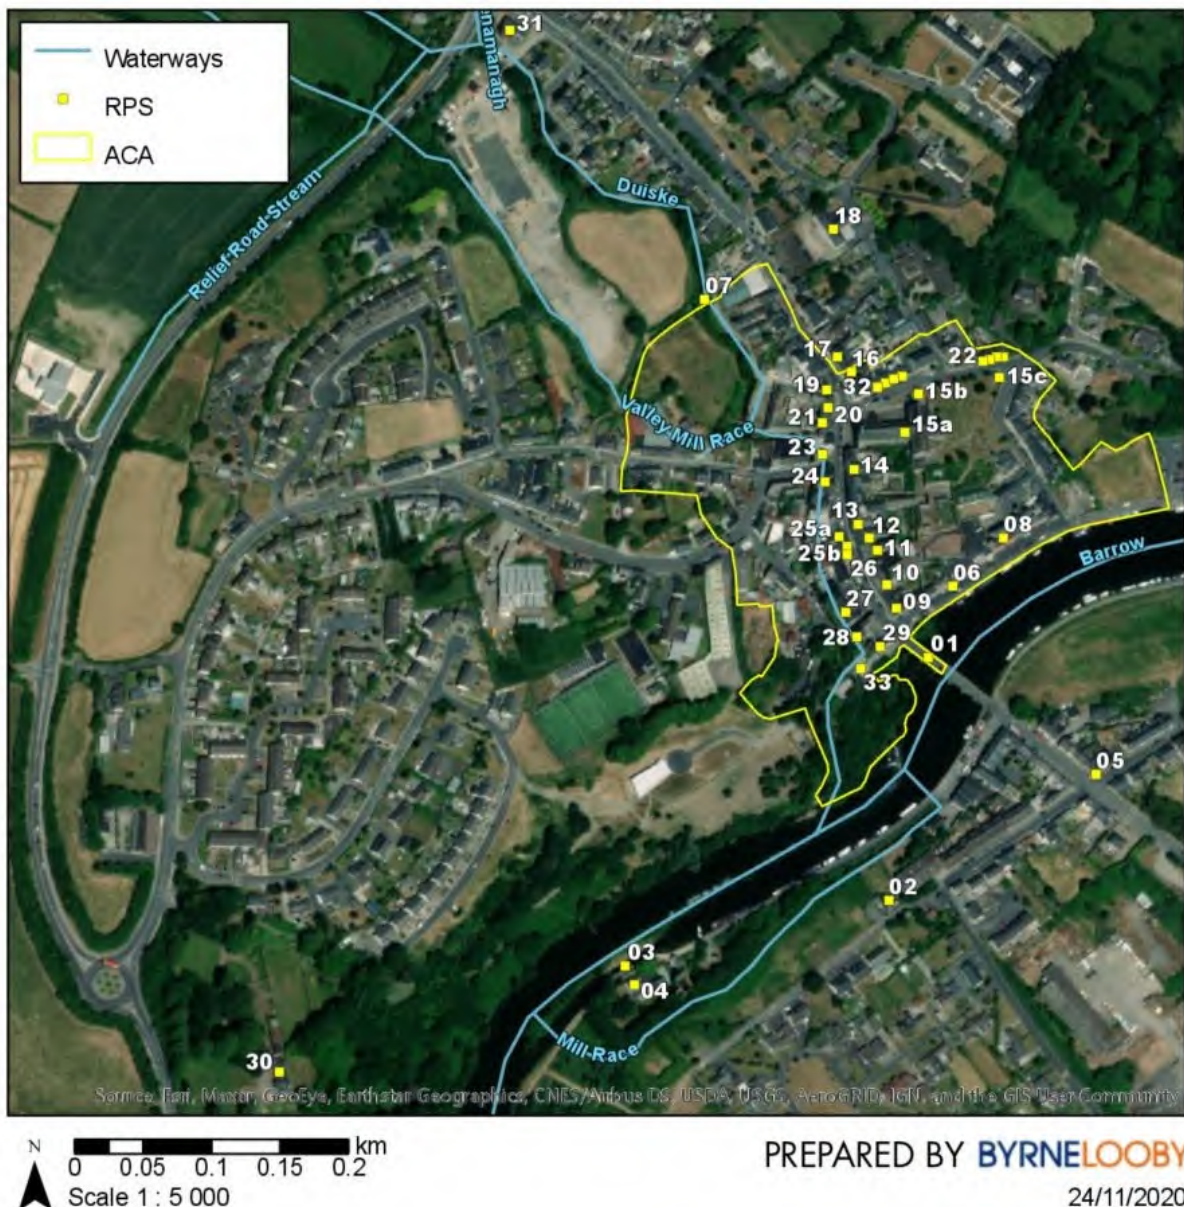 Waterways
RPS
ACA
31
enamanagh
Duiske
Relief Road Stream
18
07
17
16
22
32
15c
15b
19
20
21
15a
Valley Mill Race
23
14
24
13
12
25a
08
11
25b
Barrow
26
10
06
27
09
28
29
01
33
05
02
03
04
Mill Race
30
Source: Esri, Maxar, GeoEye, Earthstar Geographics, CNES/Airbus DS, USDA, USGS, AeroGRID, IGN, and the GIS User Community
N
km
0 0.05 0.1 0.15 0.2
Scale 1 : 5 000
PREPARED BY BYRNELOOBY
24/11/2020